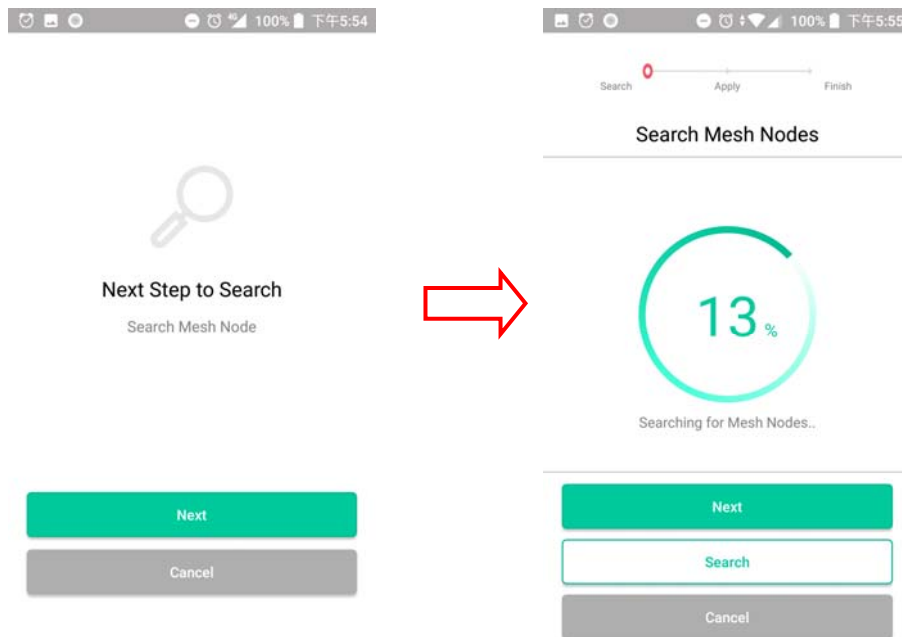 100% 下午5:54
Next Step to Search
Search Mesh Node
Next
Cancel
100% 下午5:55
Search Apply Finish
Search Mesh Nodes
13 %
Searching for Mesh Nodes..
Next
Search
Cancel